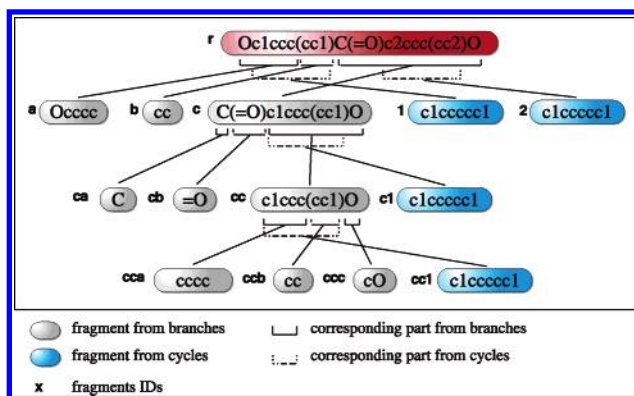 r Oc1ccc(cc1)C(=O)c2ccc(cc2)O
a Occcc b cc c C(=O)c1ccc(cc1)O 1 c1ccccc1 2 c1ccccc1
ca C cb =O cc c1ccc(cc1)O c1 c1ccccc1
cca cccc ccb cc ccc cO cc1 c1ccccc1
fragment from branches corresponding part from branches
fragment from cycles corresponding part from cycles
x fragments IDs